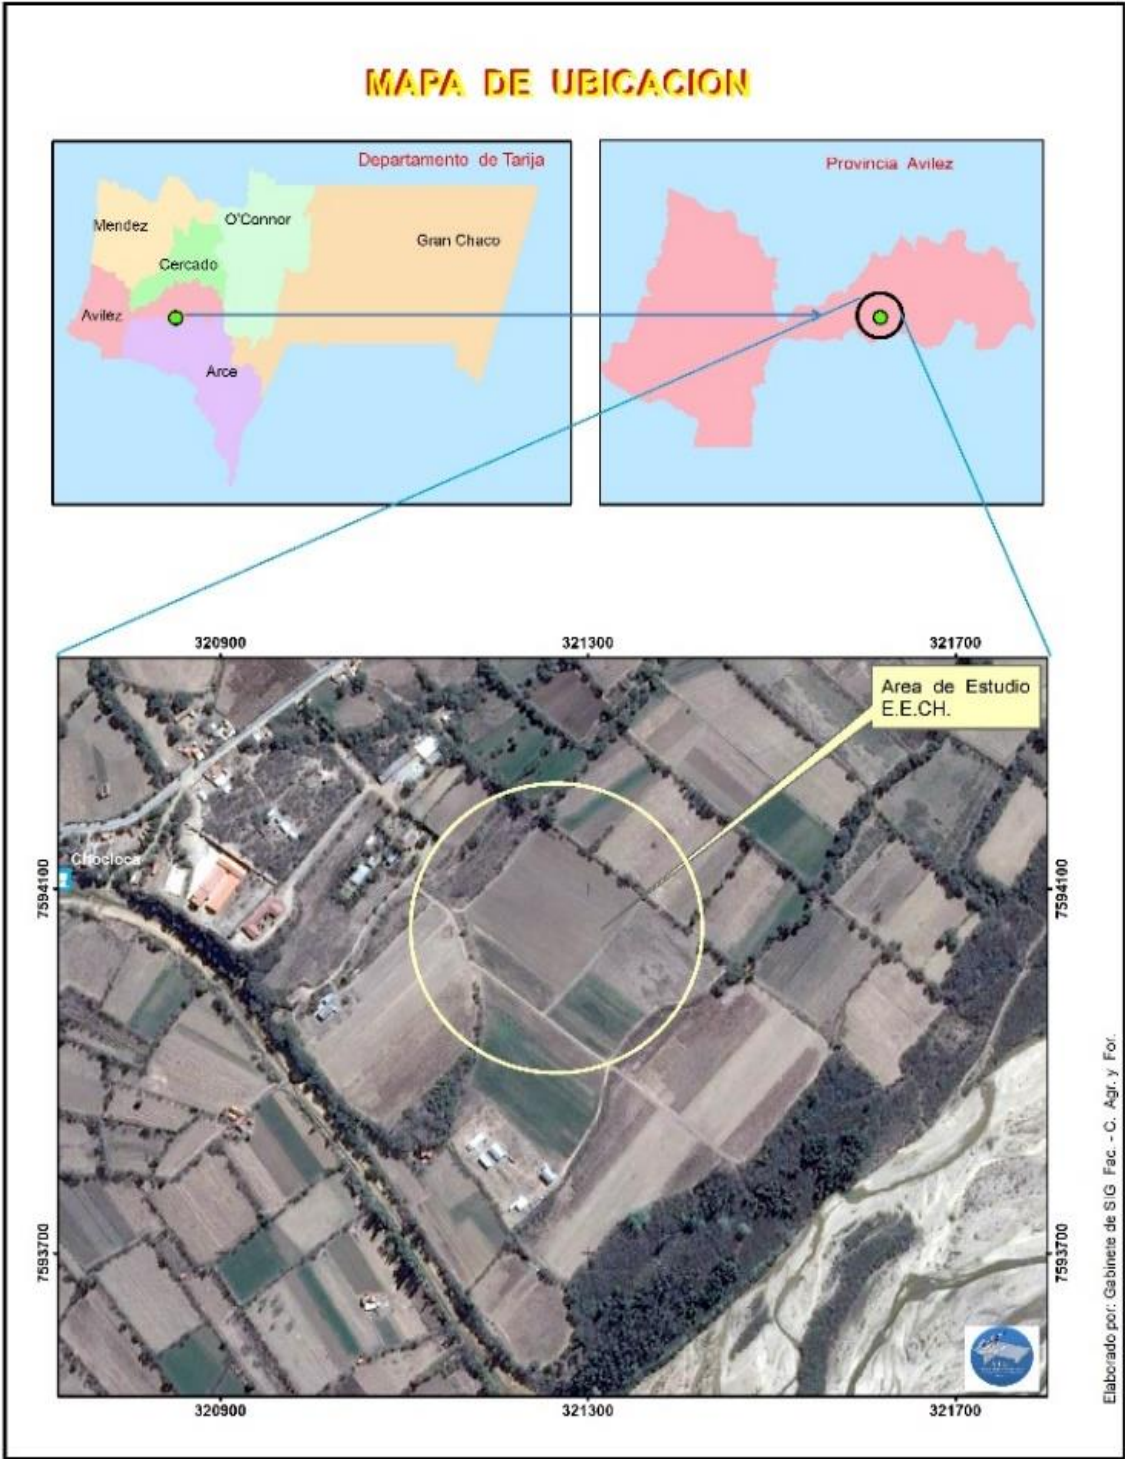 MAPA DE UBICACION
Departamento de Tarija
Mendez
O'Connor
Gran Chaco
Cercado
Avilez
Arce
Provincia Avilez
320900
321300
321700
Area de Estudio
E.E.CH.
Chocloca
7594100
7594100
7593700
7593700
320900
321300
321700
Elaborado por: Gabinete de SIG Fac. - C. Agr. y For.